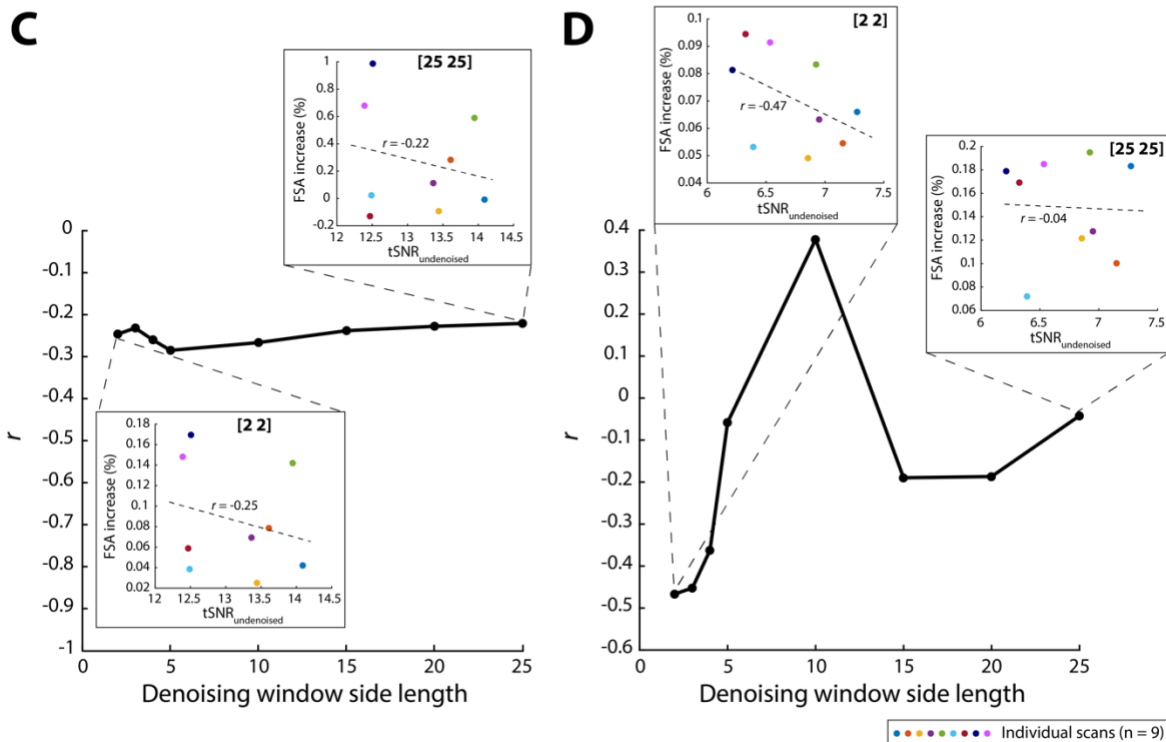 C
[25 25]
FSA increase (%)
1
0.8
0.6
0.4
0.2
0
-0.2
r = -0.22
12 12.5 13 13.5 14 14.5
tSNRundenoised
0
-0.1
-0.2
-0.3
-0.4
-0.5
-0.6
-0.7
-0.8
-0.9
-1
r
[2 2]
FSA increase (%)
0.18
0.16
0.14
0.12
0.1
0.08
0.06
0.04
0.02
r = -0.25
12 12.5 13 13.5 14 14.5
tSNRundenoised
0 5 10 15 20 25
Denoising window side length
D
[2 2]
FSA increase (%)
0.1
0.09
0.08
0.07
0.06
0.05
0.04
r = -0.47
6 6.5 7 7.5
tSNRundenoised
[25 25]
FSA increase (%)
0.2
0.18
0.16
0.14
0.12
0.1
0.08
0.06
r = -0.04
6 6.5 7 7.5
tSNRundenoised
0.4
0.3
0.2
0.1
0
-0.1
-0.2
-0.3
-0.4
-0.5
-0.6
r
0 5 10 15 20 25
Denoising window side length
Individual scans (n = 9)